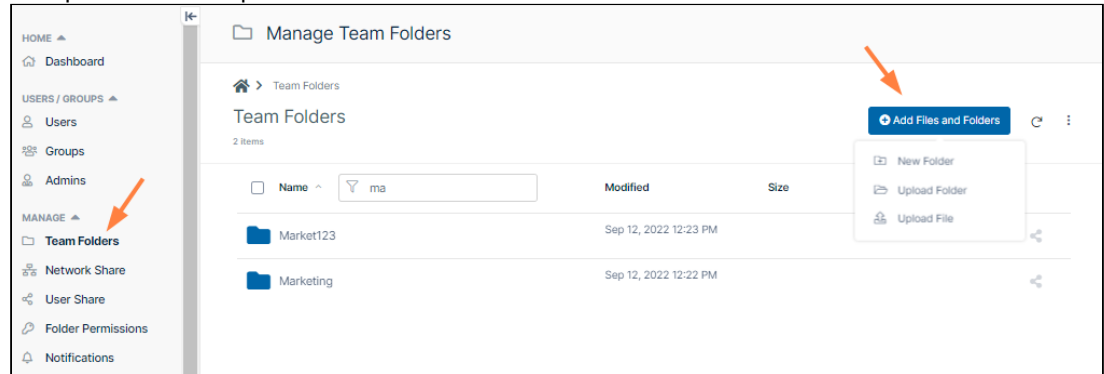 HOME
Dashboard
USERS / GROUPS
Users
Groups
Admins
MANAGE
Team Folders
Network Share
User Share
Folder Permissions
Notifications
Manage Team Folders
Team Folders
Team Folders
2 items
Add Files and Folders
New Folder
Upload Folder
Upload File
Name ma Modified Size
Market123 Sep 12, 2022 12:23 PM
Marketing Sep 12, 2022 12:22 PM